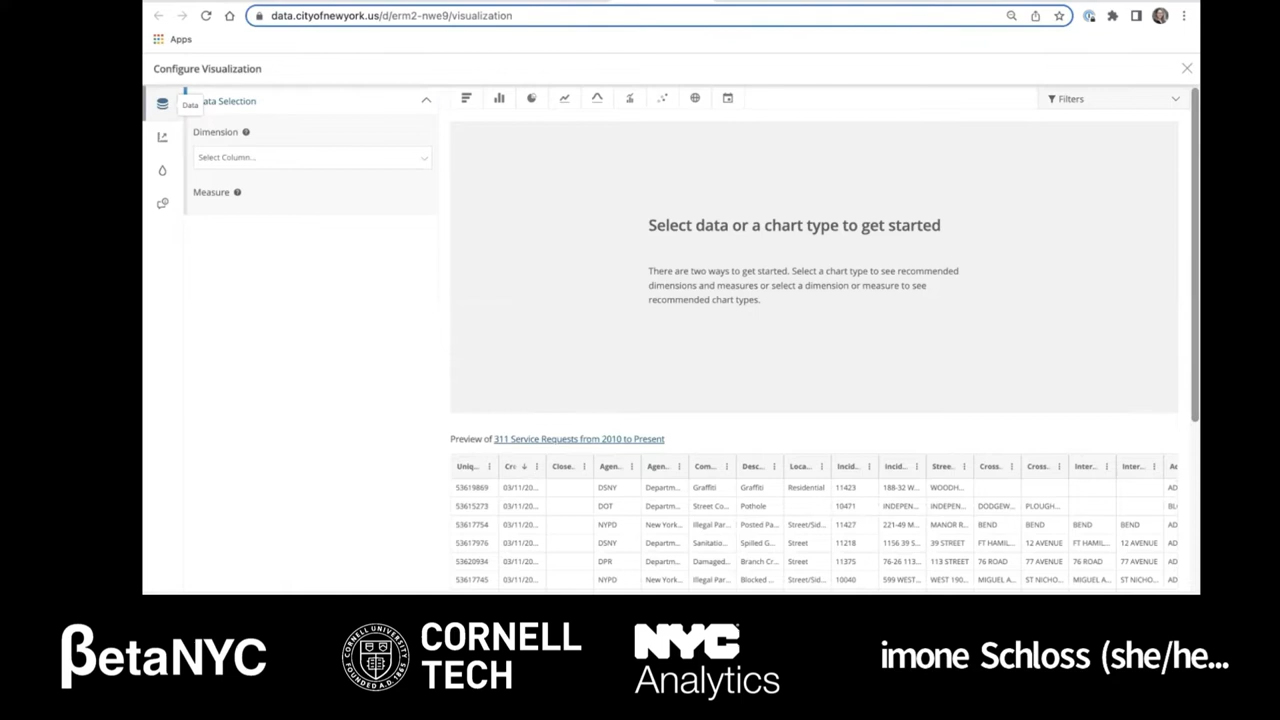 data.cityofnewyork.us/d/erm2-nwe9/visualization
Apps
Configure Visualization
Data
Data Selection
Filters
Dimension
Select Column...
Measure
Select data or a chart type to get started
There are two ways to get started. Select a chart type to see recommended
dimensions and measures or select a dimension or measure to see
recommended chart types.
Preview of 311 Service Requests from 2010 to Present
Uniq... Cre Close.. Agen... Agen... Com... Desc... Loca... Incid... Incid... Stree... Cross.. Cross.. Inter... Inter... Ac
53619869 03/11/20... DSNY Departm... Graffiti Graffiti Residential 11423 188-32 W... WOODH... AD
53615273 03/11/20... DOT Departm... Street Co... Pothole 10471 INDEPEN... INDEPEN... DODGEW... PLOUGH... BL
53617754 03/11/20... NYPD New York... Illegal Par... Posted Pa... Street/Sid... 11427 221-49 M... MANOR R... BEND BEND BEND BEND AD
53617976 03/11/20... DSNY Departm... Sanitatio... Spilled G... Street 11218 1156 39 S... 39 STREET FT HAMIL... 12 AVENUE FT HAMIL... 12 AVENUE AD
53620934 03/11/20... DPR Departm... Damaged... Branch Cr... Street 11375 76-26 113... 113 STREET 76 ROAD 77 AVENUE 76 ROAD 77 AVENUE AD
53617745 03/11/20... NYPD New York... Illegal Par... Blocked ... Street/Sid... 10040 599 WEST... WEST 190... MIGUEL A... ST NICHO... MIGUEL A... ST NICHO... AD
βetaNYC
CORNELL
TECH
NYC
Analytics
imone Schloss (she/he...